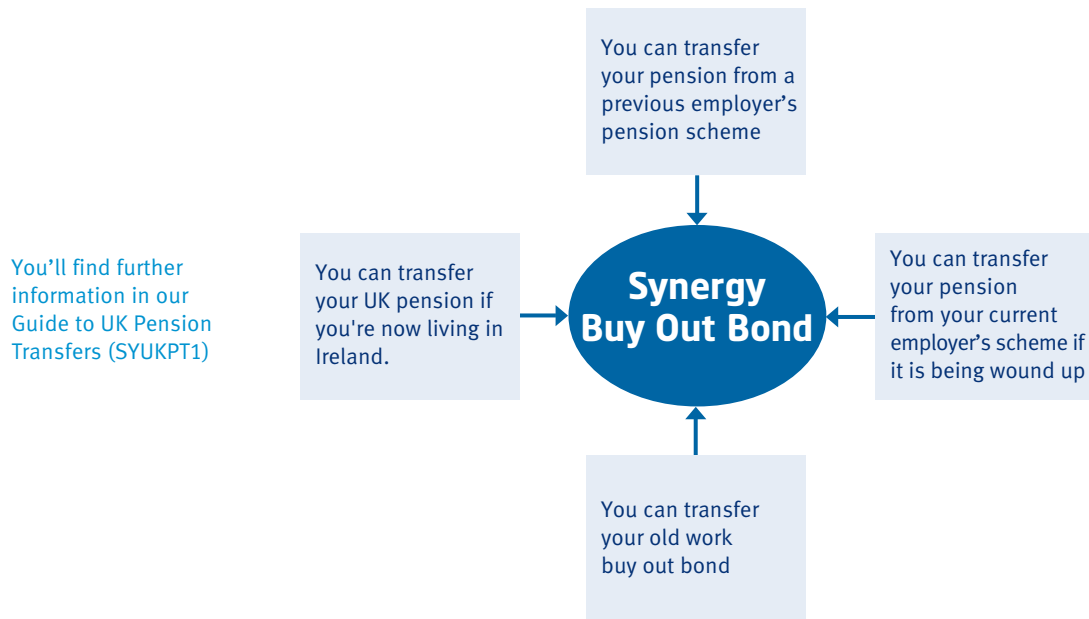 You can transfer
your pension from a
previous employer’s
pension scheme
You’ll find further
information in our
Guide to UK Pension
Transfers (SYUKPT1)
You can transfer
your UK pension if
you're now living in
Ireland.
Synergy
Buy Out Bond
You can transfer
your pension
from your current
employer’s scheme if
it is being wound up
You can transfer
your old work
buy out bond